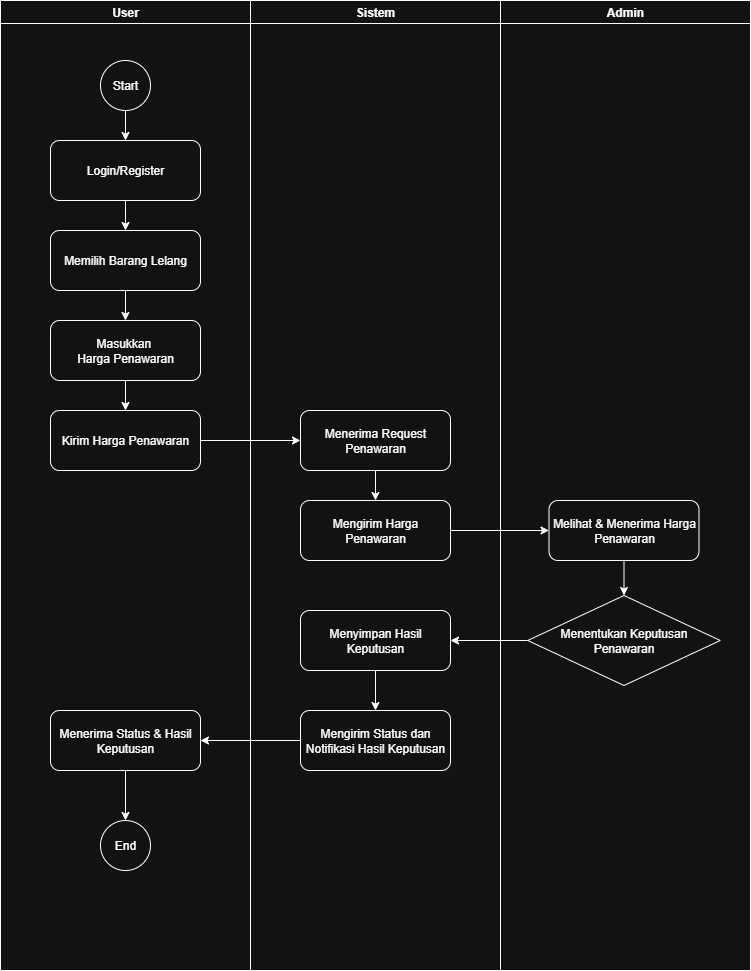 User
Sistem
Admin
Start
Login/Register
Memilih Barang Lelang
Masukkan
Harga Penawaran
Kirim Harga Penawaran
Menerima Request
Penawaran
Mengirim Harga
Penawaran
Melihat & Menerima Harga
Penawaran
Menentukan Keputusan
Penawaran
Menyimpan Hasil
Keputusan
Mengirim Status dan
Notifikasi Hasil Keputusan
Menerima Status & Hasil
Keputusan
End